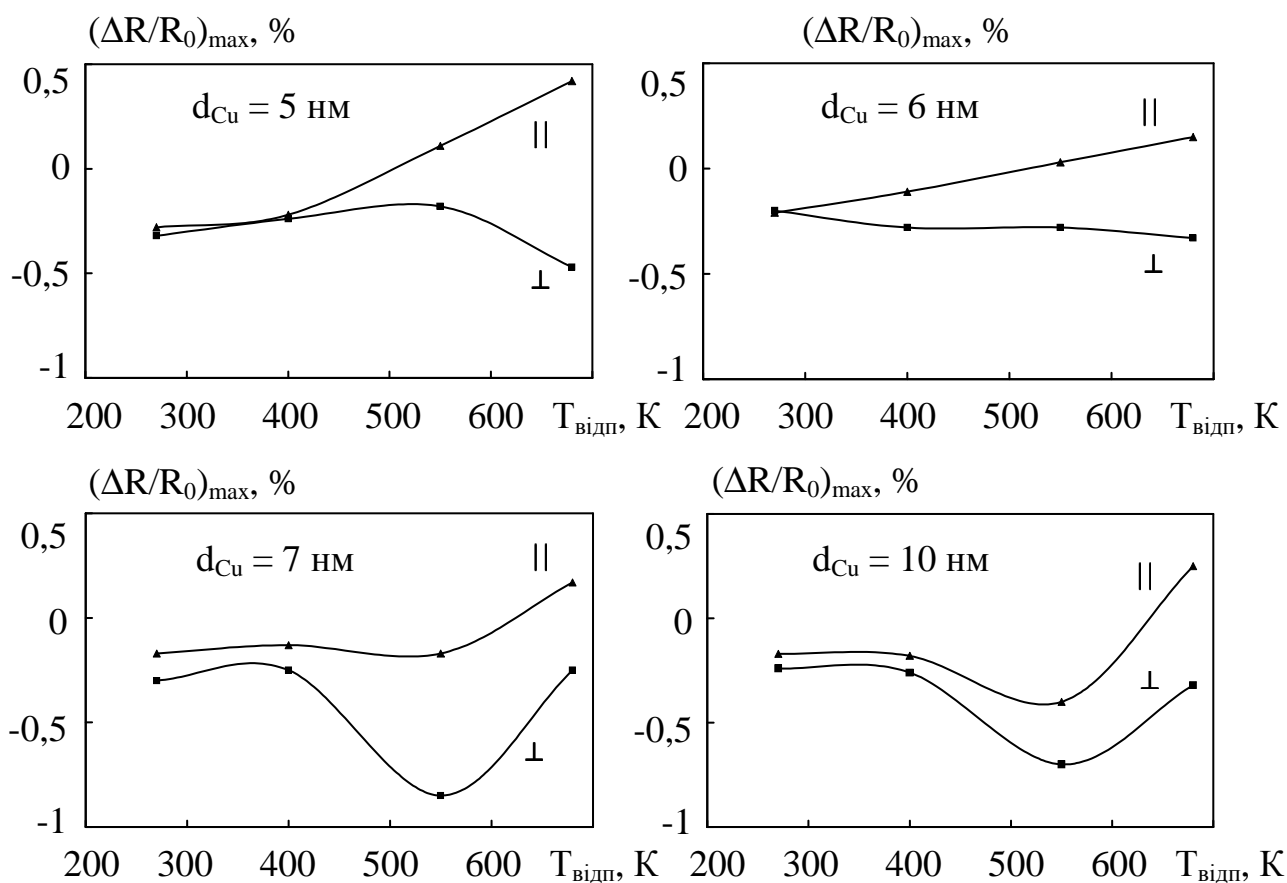 (ΔR/R₀)max, %
0,5
0
-0,5
-1
dCu = 5 нм
||
⊥
200 300 400 500 600 Tвідп, К
(ΔR/R₀)max, %
0,5
0
-0,5
-1
dCu = 6 нм
||
⊥
200 300 400 500 600 Tвідп, К
(ΔR/R₀)max, %
0,5
0
-0,5
-1
dCu = 7 нм
||
⊥
200 300 400 500 600 Tвідп, К
(ΔR/R₀)max, %
0,5
0
-0,5
-1
dCu = 10 нм
||
⊥
200 300 400 500 600 Tвідп, К